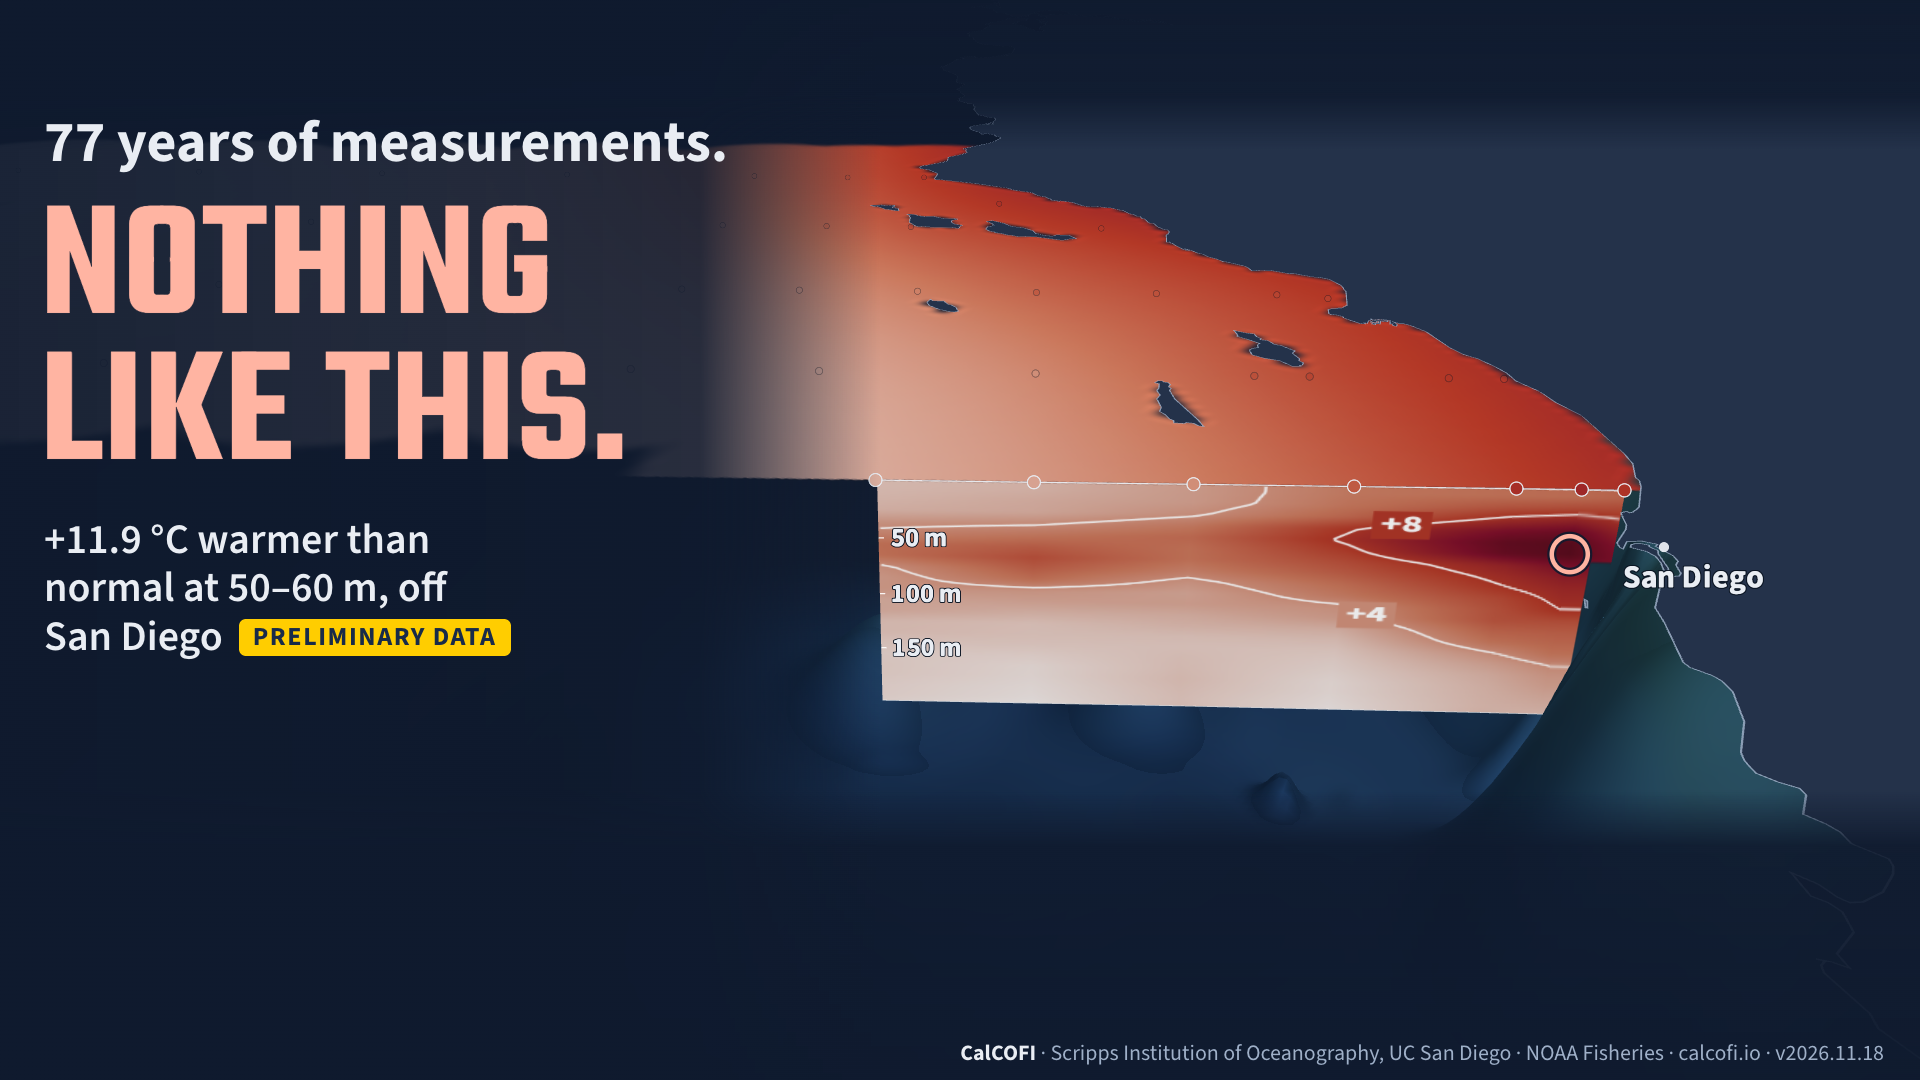 77 years of measurements.
NOTHING
LIKE THIS.
+11.9 °C warmer than
normal at 50–60 m, off
San Diego PRELIMINARY DATA
+8
50 m
San Diego
100 m
+4
150 m
CalCOFI · Scripps Institution of Oceanography, UC San Diego · NOAA Fisheries · calcofi.io · v2026.11.18